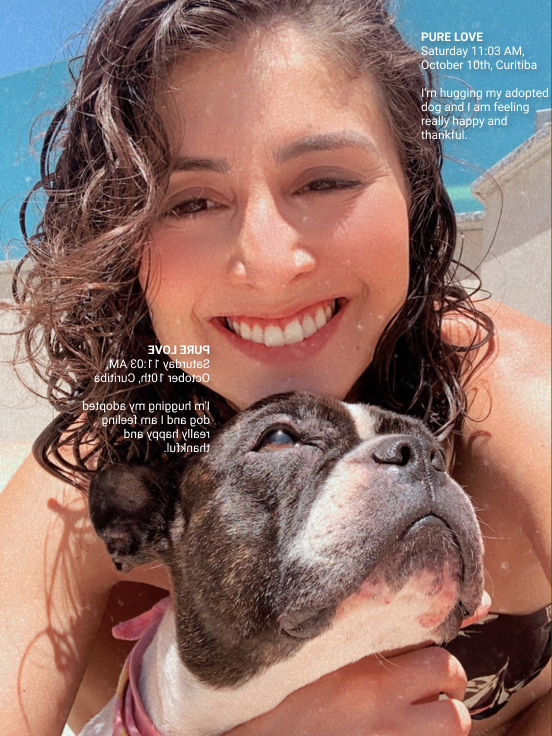 PURE LOVE
Saturday 11:03 AM,
October 10th, Curitiba
I'm hugging my adopted
dog and I am feeling
really happy and
thankful.
PURE LOVE
Saturday 11:03 AM,
October 10th, Curitiba
I'm hugging my adopted
dog and I am feeling
really happy and
thankful.